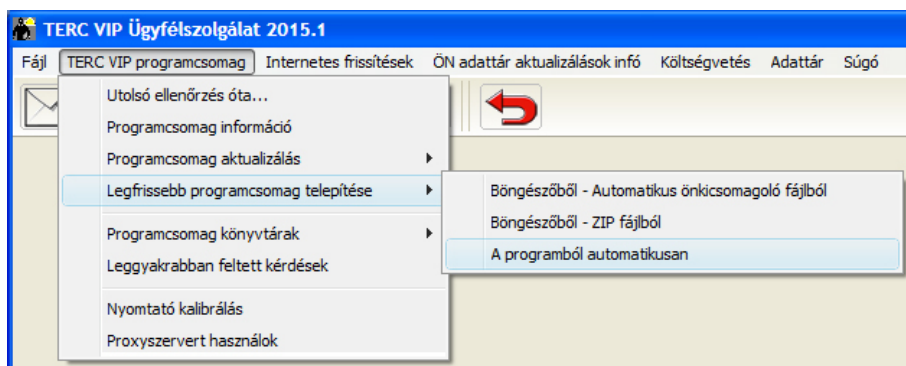 TERC VIP Ügyfélszolgálat 2015.1
Fájl TERC VIP programcsomag Internetes frissítések ÖN adattár aktualizálások infó Költségvetés Adattár Súgó
Utolsó ellenőrzés óta...
Programcsomag információ
Programcsomag aktualizálás
Legfrissebb programcsomag telepítése
Programcsomag könyvtárak
Leggyakrabban feltett kérdések
Nyomtató kalibrálás
Proxyszervert használok
Böngészőből - Automatikus önkicsomagoló fájlból
Böngészőből - ZIP fájlból
A programból automatikusan